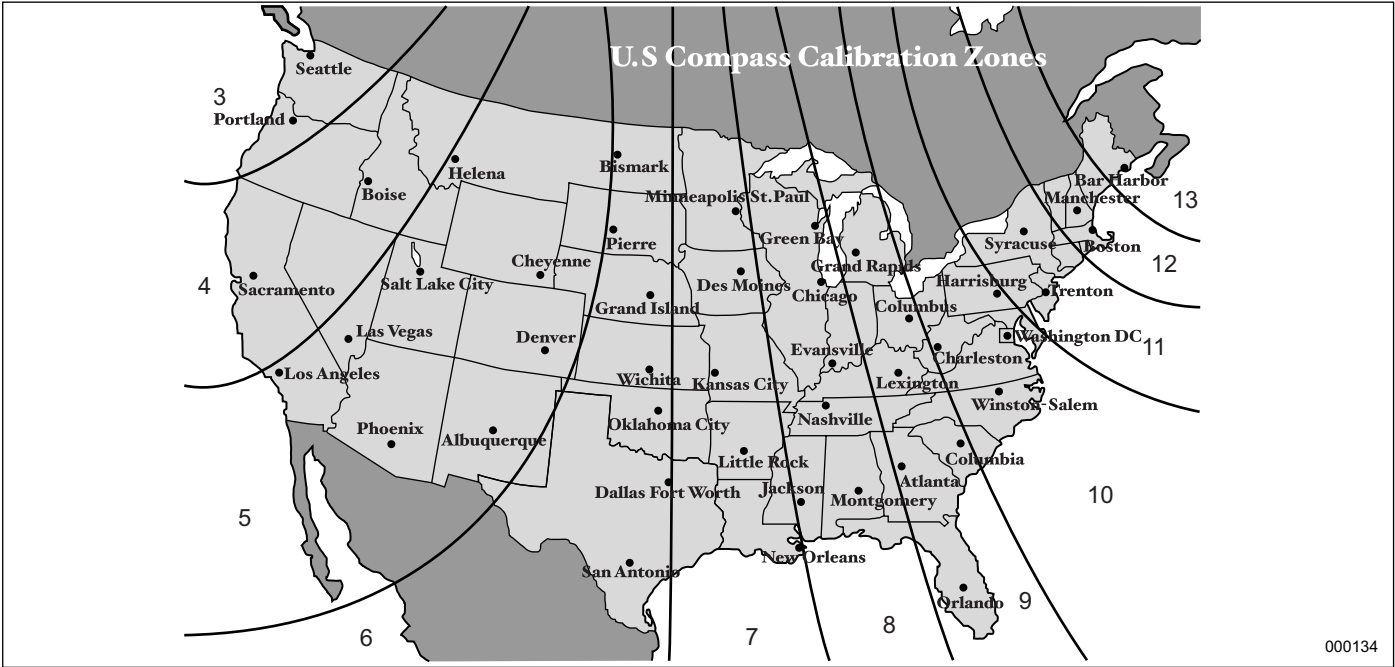 U.S Compass Calibration Zones
Seattle
3
Portland
Helena
Bismark
Boise
Minneapolis St.Paul
Bar Harbor
Manchester
13
Pierre
Green Bay
Syracuse
Boston
Cheyenne
Grand Rapids
12
4
Sacramento
Salt Lake City
Des Moines
Chicago
Harrisburg
Trenton
Grand Island
Columbus
Las Vegas
Denver
Washington DC
11
Evansville
Charleston
Los Angeles
Wichita
Kansas City
Lexington
Winston-Salem
Phoenix
Albuquerque
Oklahoma City
Nashville
Little Rock
Columbia
Dallas Fort Worth
Jackson
Atlanta
Montgomery
10
5
New Orleans
San Antonio
Orlando
9
6
7
8
000134